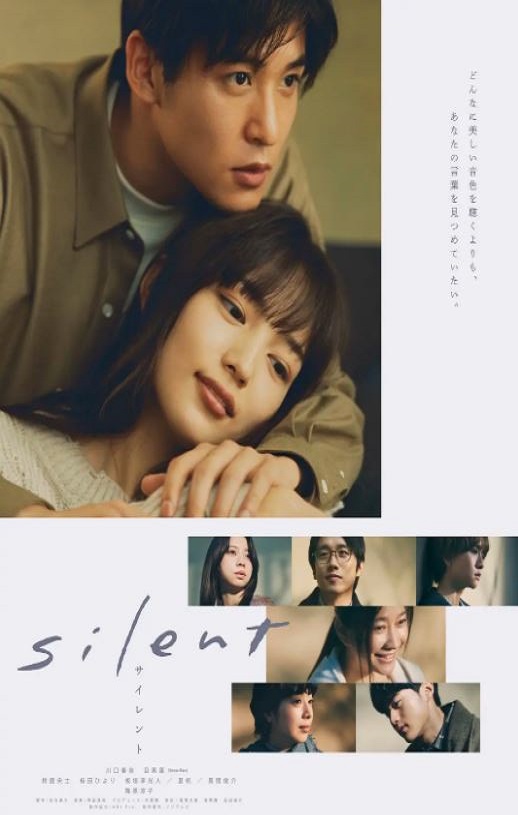 どんなに美しい音色を聴くよりも、
あなたの言葉を見つめていたい。
silent
サイレント
川口春奈 目黒蓮 (Snow Man)
鈴鹿央士 桜田ひより 板垣李光人 / 夏帆 / 風間俊介
篠原涼子